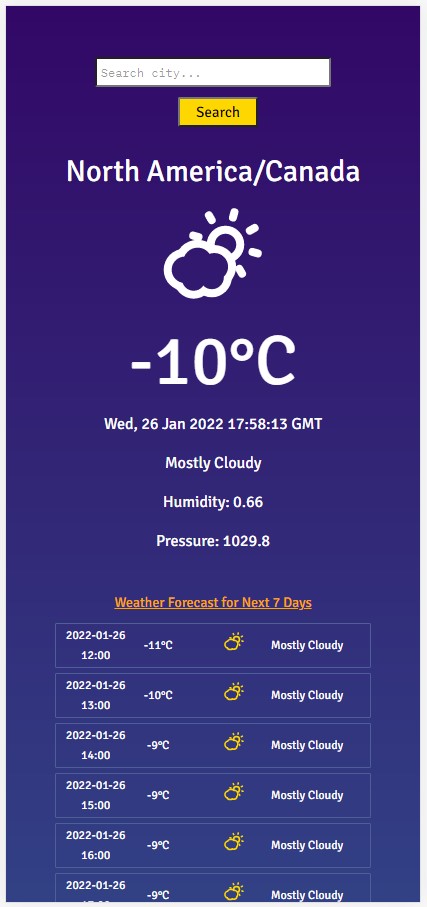 Search city...
Search
North America/Canada
-10°C
Wed, 26 Jan 2022 17:58:13 GMT
Mostly Cloudy
Humidity: 0.66
Pressure: 1029.8
Weather Forecast for Next 7 Days
2022-01-26
12:00
-11°C
Mostly Cloudy
2022-01-26
13:00
-10°C
Mostly Cloudy
2022-01-26
14:00
-9°C
Mostly Cloudy
2022-01-26
15:00
-9°C
Mostly Cloudy
2022-01-26
16:00
-9°C
Mostly Cloudy
2022-01-26
-9°C
Mostly Cloudy